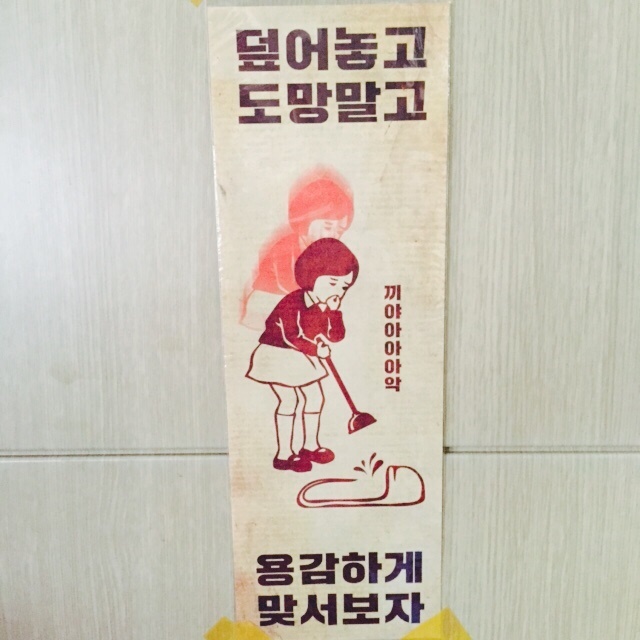 덮어놓고
도망말고
끼야아아아악
용감하게
맞서보자